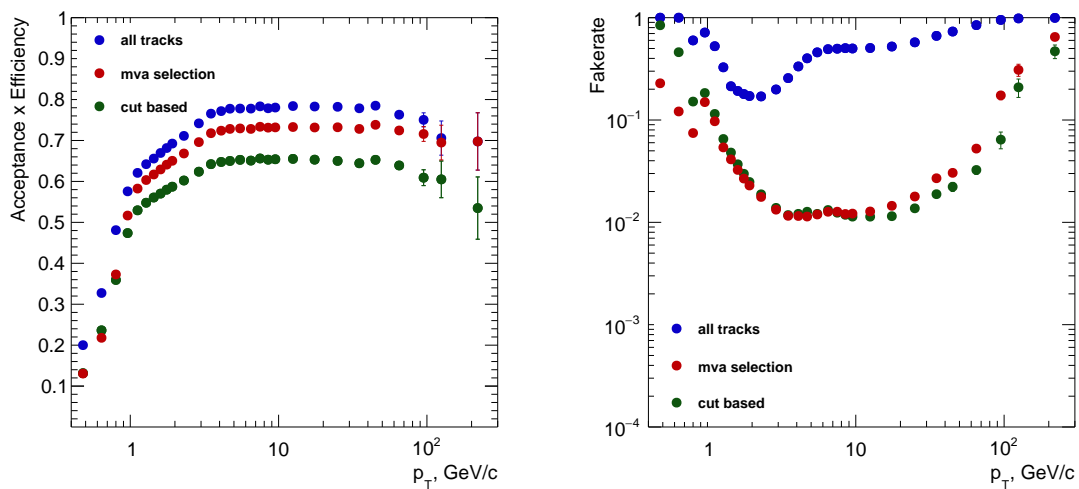 1
0.9
0.8
0.7
0.6
0.5
0.4
0.3
0.2
0.1
Acceptance x Efficiency
all tracks
mva selection
cut based
1
10
10²
p_T, GeV/c
1
10⁻¹
10⁻²
10⁻³
10⁻⁴
Fakerate
all tracks
mva selection
cut based
1
10
10²
p_T, GeV/c